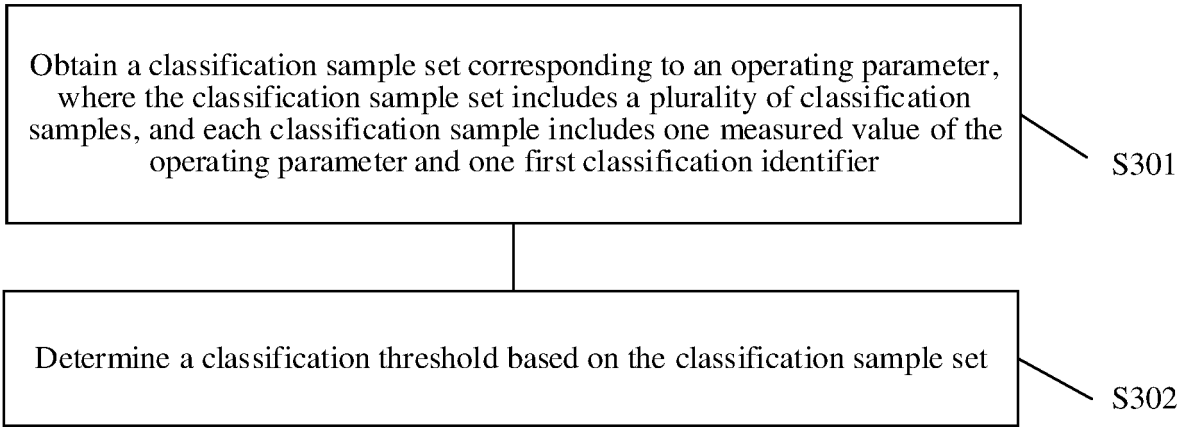 Obtain a classification sample set corresponding to an operating parameter,
where the classification sample set includes a plurality of classification
samples, and each classification sample includes one measured value of the
operating parameter and one first classification identifier
S301
Determine a classification threshold based on the classification sample set
S302